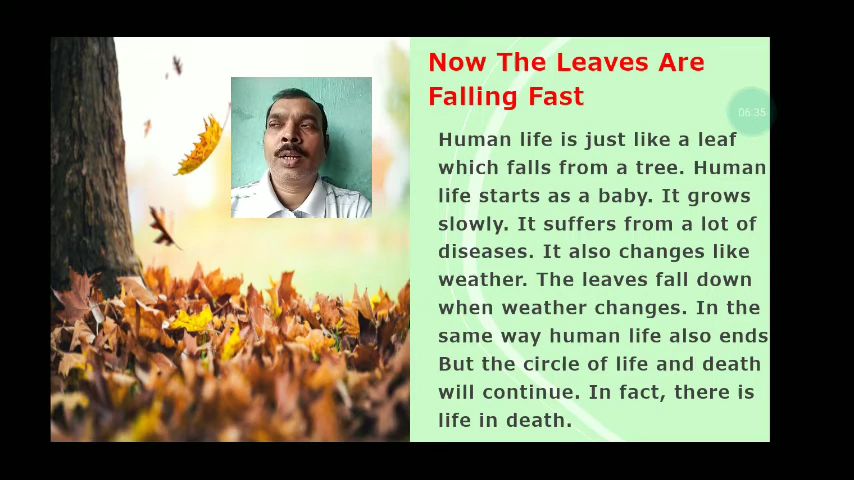 Now The Leaves Are
Falling Fast
06:35
Human life is just like a leaf
which falls from a tree. Human
life starts as a baby. It grows
slowly. It suffers from a lot of
diseases. It also changes like
weather. The leaves fall down
when weather changes. In the
same way human life also ends
But the circle of life and death
will continue. In fact, there is
life in death.